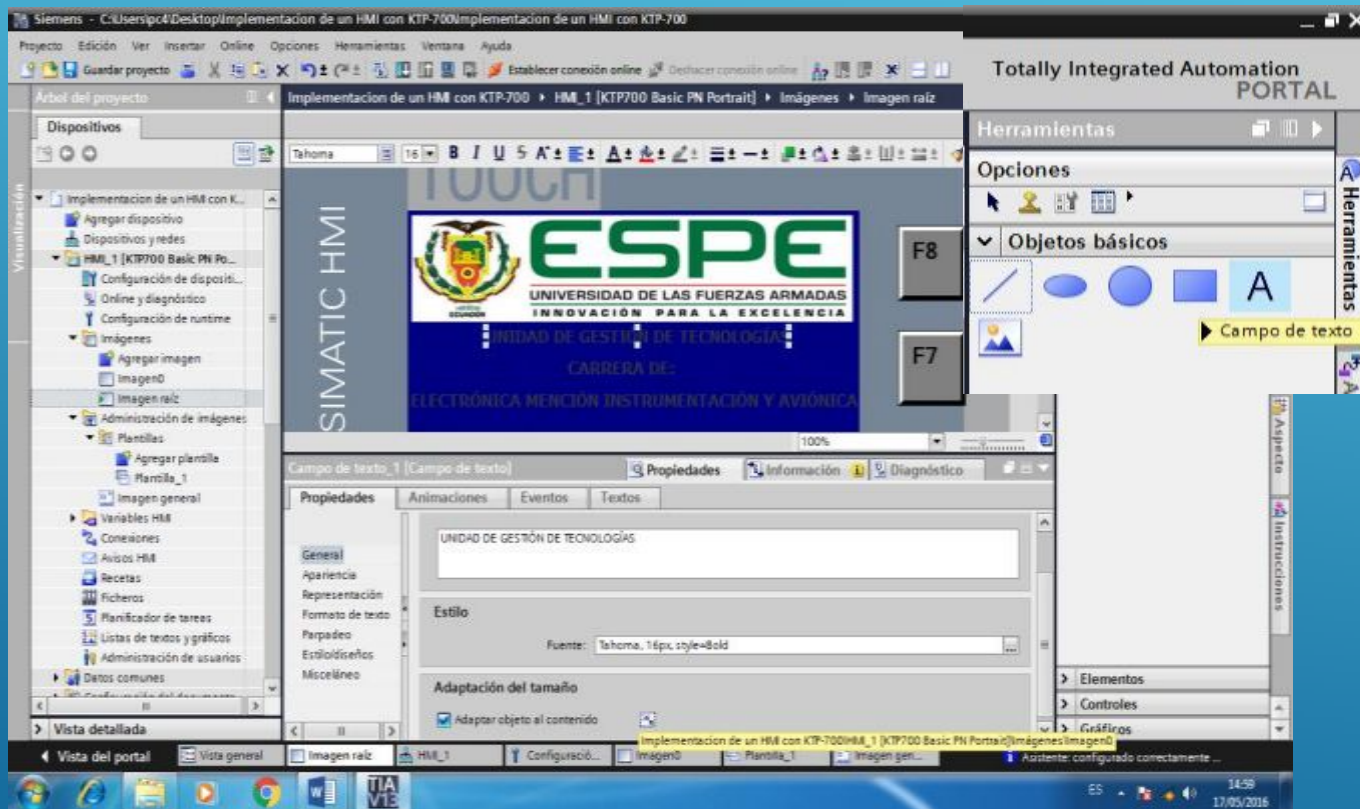 Siemens - C:\Users\pc4\Desktop\Implementacion de un HMI con KTP-700\Implementacion de un HMI con KTP-700
Proyecto Edición Ver Insertar Online Opciones Herramientas Ventana Ayuda
Guardar proyecto Establecer conexión online Deshacer conexión online
Totally Integrated Automation
PORTAL
Árbol del proyecto
Implementacion de un HMI con KTP-700 HMI_1 [KTP700 Basic PN Portrait] Imágenes Imagen raíz
Dispositivos
Visualización
Tahoma 16 B I U S
Implementacion de un HMI con K...
Agregar dispositivo
Dispositivos y redes
HMI_1 [KTP700 Basic PN Po...
Configuración de dispositi...
Online y diagnóstico
Configuración de runtime
Imágenes
Agregar imagen
Imagen0
Imagen raíz
Administración de imágenes
Plantillas
Agregar plantilla
Plantilla_1
Imagen general
Variables HMI
Conexiones
Avisos HMI
Recetas
Ficheros
Planificador de tareas
Listas de textos y gráficos
Administración de usuarios
Datos comunes
Vista detallada
TOUCH
SIMATIC HMI
ESPE
UNIVERSIDAD DE LAS FUERZAS ARMADAS
INNOVACIÓN PARA LA EXCELENCIA
ECUADOR
UNIDAD DE GESTIÓN DE TECNOLOGÍAS
CARRERA DE:
ELECTRÓNICA MENCIÓN INSTRUMENTACIÓN Y AVIÓNICA
F8
F7
100%
Campo de texto_1 [Campo de texto]
Propiedades Información Diagnóstico
Propiedades Animaciones Eventos Textos
General
Apariencia
Representación
Formato de texto
Parpadeo
Estilo/diseños
Misceláneo
UNIDAD DE GESTIÓN DE TECNOLOGÍAS
Estilo
Fuente: Tahoma, 16px, style=Bold
Adaptación del tamaño
Adaptar objeto al contenido
Implementacion de un HMI con KTP-700\HMI_1 [KTP700 Basic PN Portrait]\Imágenes\Imagen0
Herramientas
Opciones
Objetos básicos
A
Campo de texto
Herramientas
Aspecto
Instrucciones
Elementos
Controles
Gráficos
Vista del portal Vista general Imagen raíz HMI_1 Configuració... Imagen0 Plantilla_1 Imagen gen...
Asistente: configurado correctamente ...
TIA
V13
ES
14:59
17/05/2016